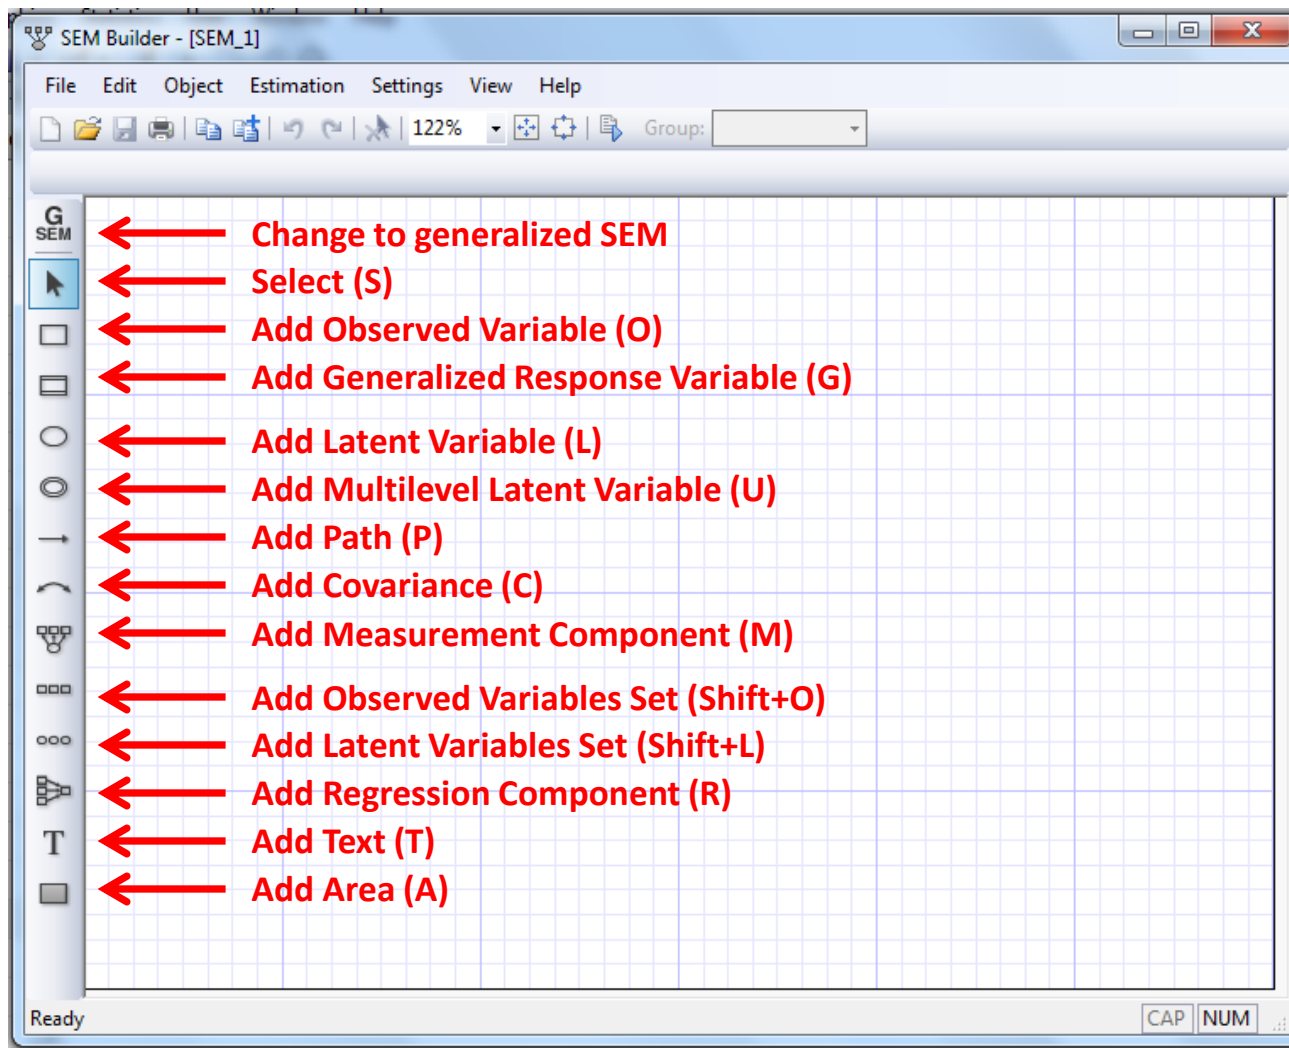 SEM Builder - [SEM_1]
File Edit Object Estimation Settings View Help
122% Group:
G
SEM
Change to generalized SEM
Select (S)
Add Observed Variable (O)
Add Generalized Response Variable (G)
Add Latent Variable (L)
Add Multilevel Latent Variable (U)
Add Path (P)
Add Covariance (C)
Add Measurement Component (M)
Add Observed Variables Set (Shift+O)
Add Latent Variables Set (Shift+L)
Add Regression Component (R)
T Add Text (T)
Add Area (A)
Ready CAP NUM